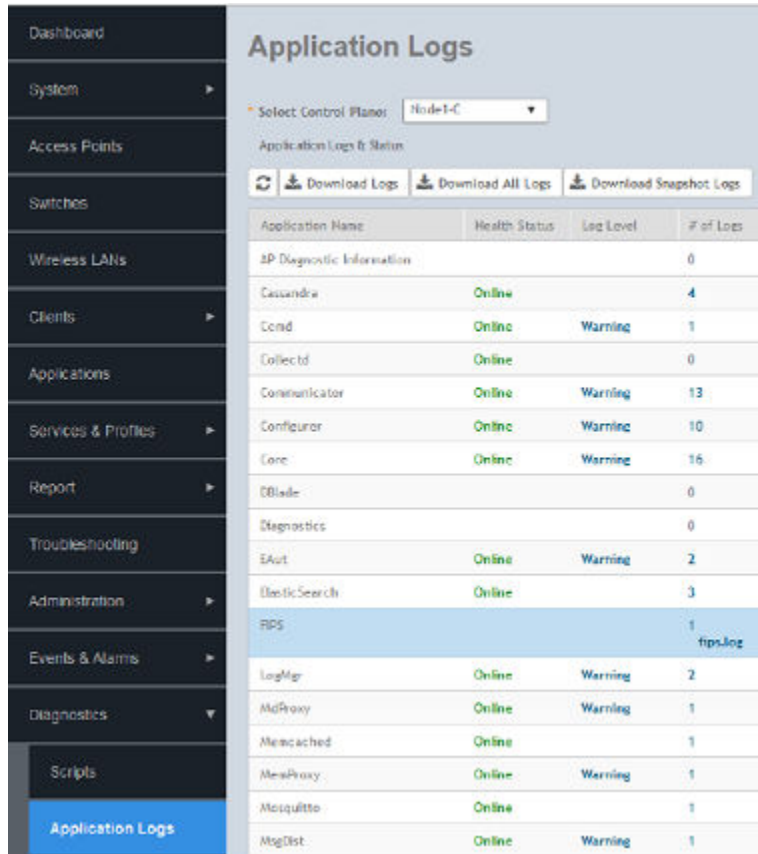 Dashboard
System
Access Points
Switches
Wireless LANs
Clients
Applications
Services & Profiles
Report
Troubleshooting
Administration
Events & Alarms
Diagnostics
Scripts
Application Logs
Application Logs
* Select Control Plane: Node1-C
Application Logs & Status
Download Logs Download All Logs Download Snapshot Logs
Application Name Health Status Log Level # of Logs
AP Diagnostic Information 0
Cassandra Online 4
Online Warning 1
Collectd Online 0
Communicator Online Warning 13
Configurer Online Warning 10
Core Online Warning 16
DBlade 0
Diagnostics 0
EAut Online Warning 2
ElasticSearch Online 3
FIPS 1
fips.log
LogMgr Online Warning 2
MdProxy Online Warning 1
Memcached Online 1
MemProxy Online Warning 1
Mosquitto Online 1
MsgDist Online Warning 1